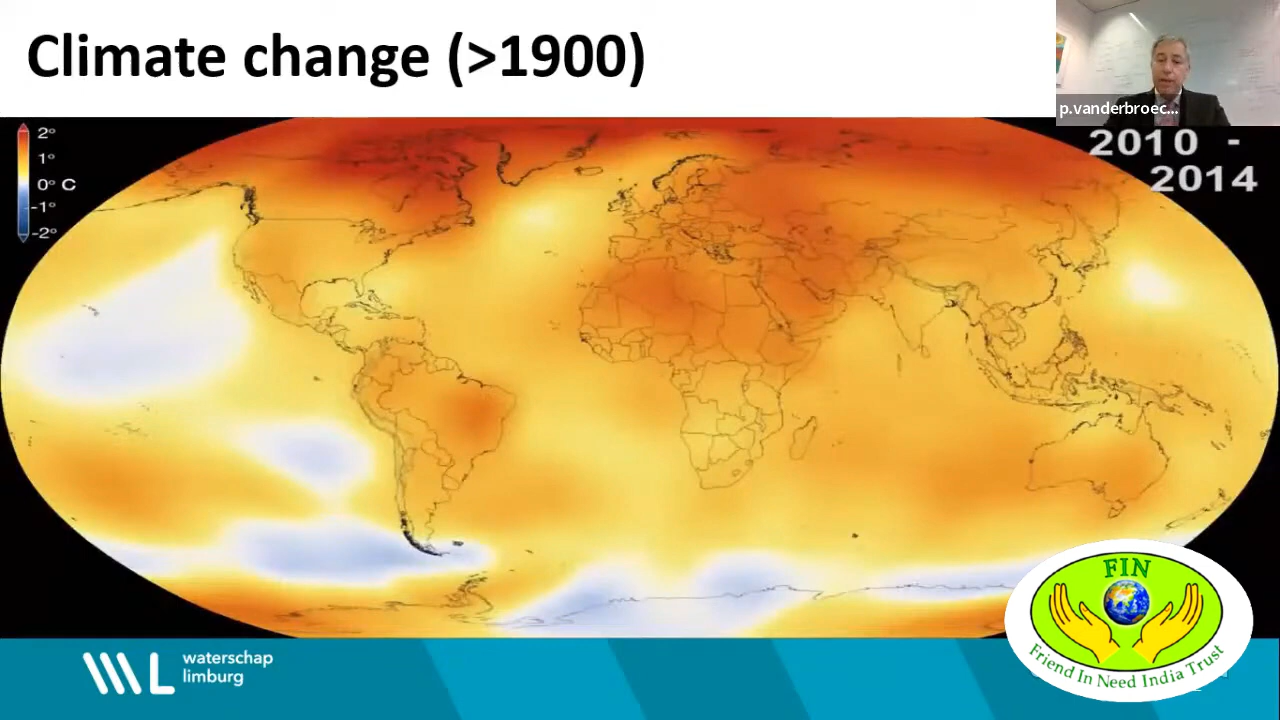 Climate change (>1900)
p.vanderbroec...
2010 -
2014
2°
1°
0° C
-1°
-2°
waterschap
limburg
FIN
Friend In Need India Trust